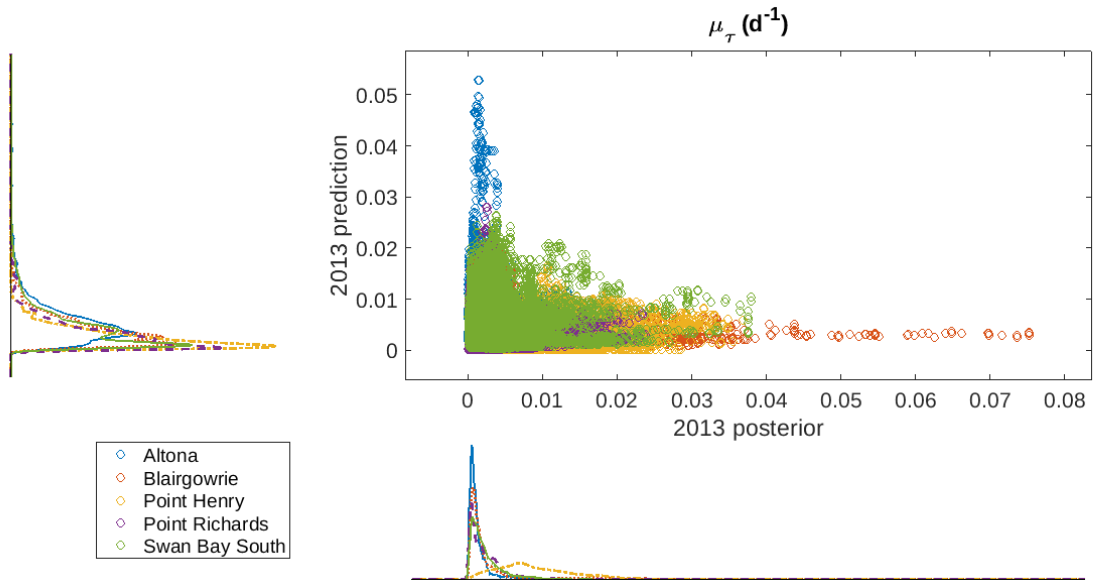 μτ (d-1)
2013 prediction
0.05
0.04
0.03
0.02
0.01
0
0 0.01 0.02 0.03 0.04 0.05 0.06 0.07 0.08
2013 posterior
Altona
Blairgowrie
Point Henry
Point Richards
Swan Bay South